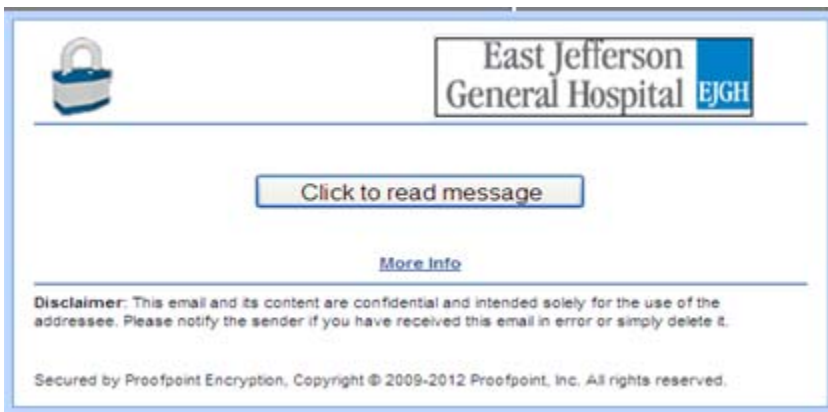 East Jefferson
General Hospital EJGH
Click to read message
More Info
Disclaimer: This email and its content are confidential and intended solely for the use of the
addressee. Please notify the sender if you have received this email in error or simply delete it.
Secured by Proofpoint Encryption, Copyright © 2009-2012 Proofpoint, Inc. All rights reserved.